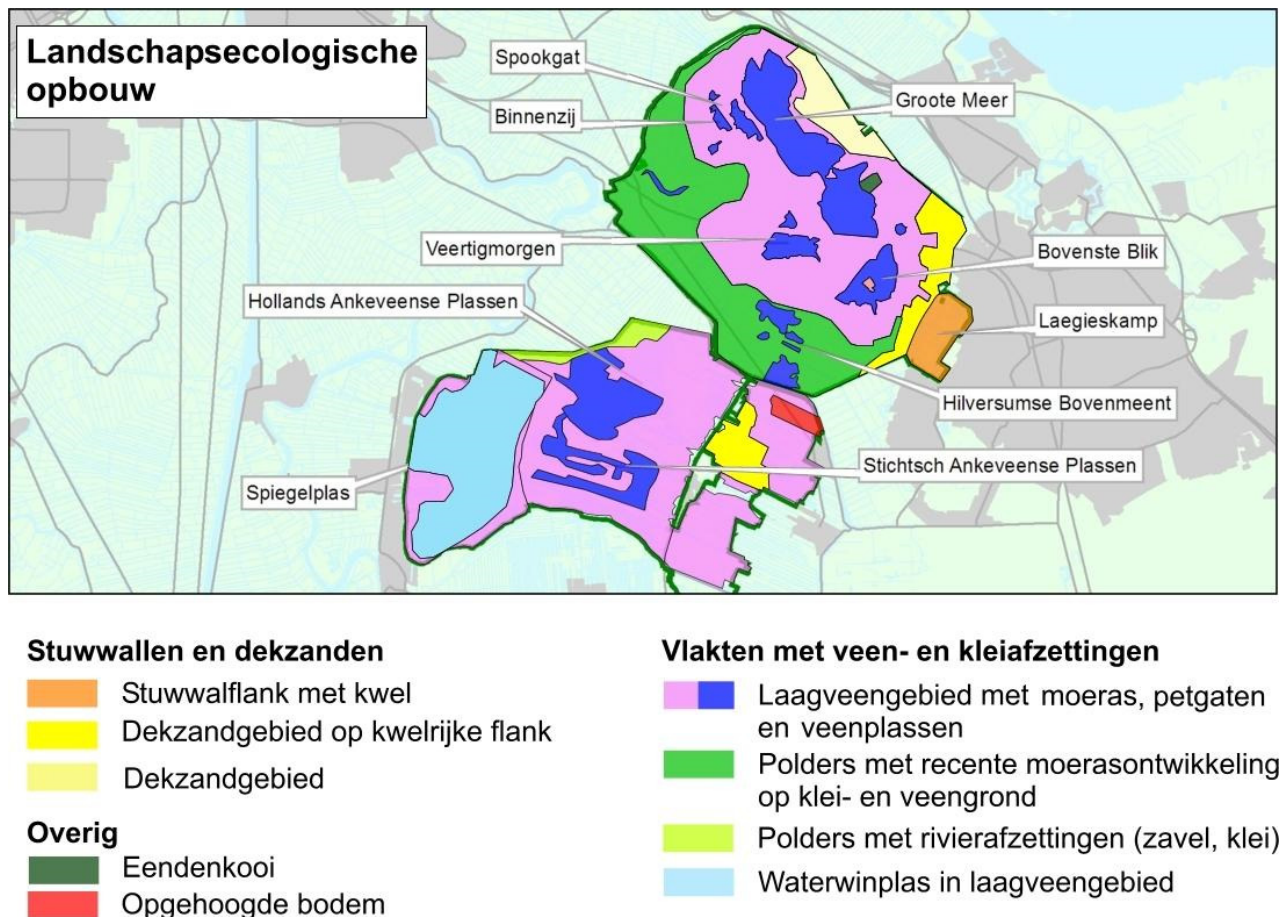 Landschapsecologische
opbouw
Spookgat
Binnenzij
Groote Meer
Veertigmorgen
Bovenste Blik
Hollands Ankeveense Plassen
Laegieskamp
Hilversumse Bovenmeent
Stichtsch Ankeveense Plassen
Spiegelplas
Stuwwallen en dekzanden
Stuwwalflank met kwel
Dekzandgebied op kwelrijke flank
Dekzandgebied
Overig
Eendenkooi
Opgehoogde bodem
Vlakten met veen- en kleiafzettingen
Laagveengebied met moeras, petgaten
en veenplassen
Polders met recente moerasontwikkeling
op klei- en veengrond
Polders met rivierafzettingen (zavel, klei)
Waterwinplas in laagveengebied